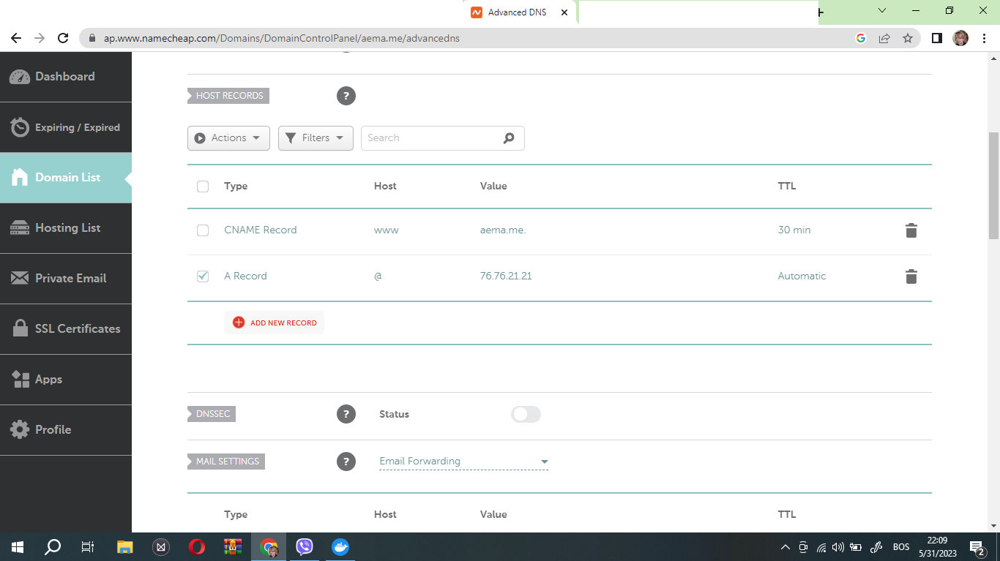 Advanced DNS
ap.www.namecheap.com/Domains/DomainControlPanel/aema.me/advancedns
Dashboard
Expiring / Expired
Domain List
Hosting List
Private Email
SSL Certificates
Apps
Profile
HOST RECORDS ?
Actions Filters Search
Type Host Value TTL
CNAME Record www aema.me. 30 min
A Record @ 76.76.21.21 Automatic
ADD NEW RECORD
DNSSEC ? Status
MAIL SETTINGS ? Email Forwarding
Type Host Value TTL
BOS
22:09
5/31/2023
2